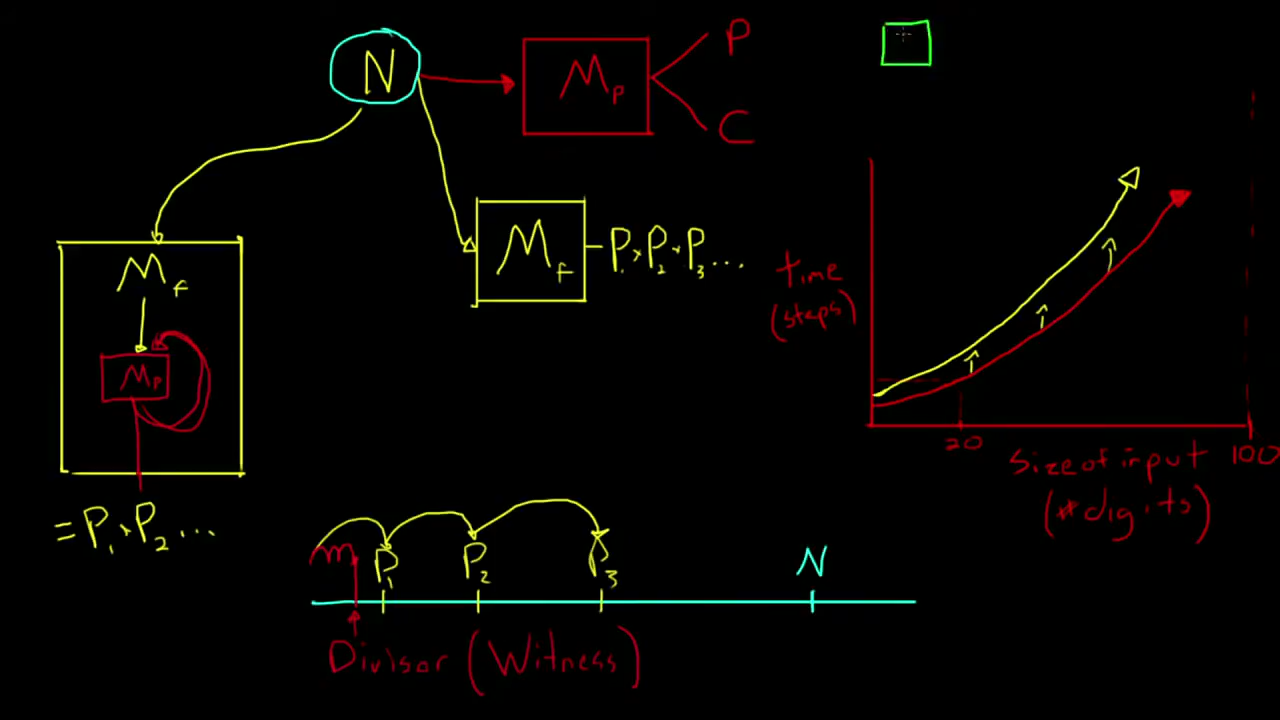 N
Mp
P
C
Mf
P1 x P2 x P3 ...
Mf
Mp
= P1 x P2 ...
time
(steps)
20
100
Size of input
(# digits)
m
P1
P2
P3
N
Divisor (Witness)